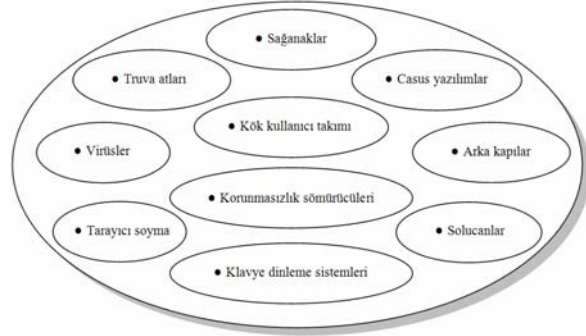 • Sağanaklar
• Truva atları
• Casus yazılımlar
• Kök kullanıcı takımı
• Virüsler
• Arka kapılar
• Korunmasızlık sömürücüleri
• Tarayıcı soyma
• Solucanlar
• Klavye dinleme sistemleri